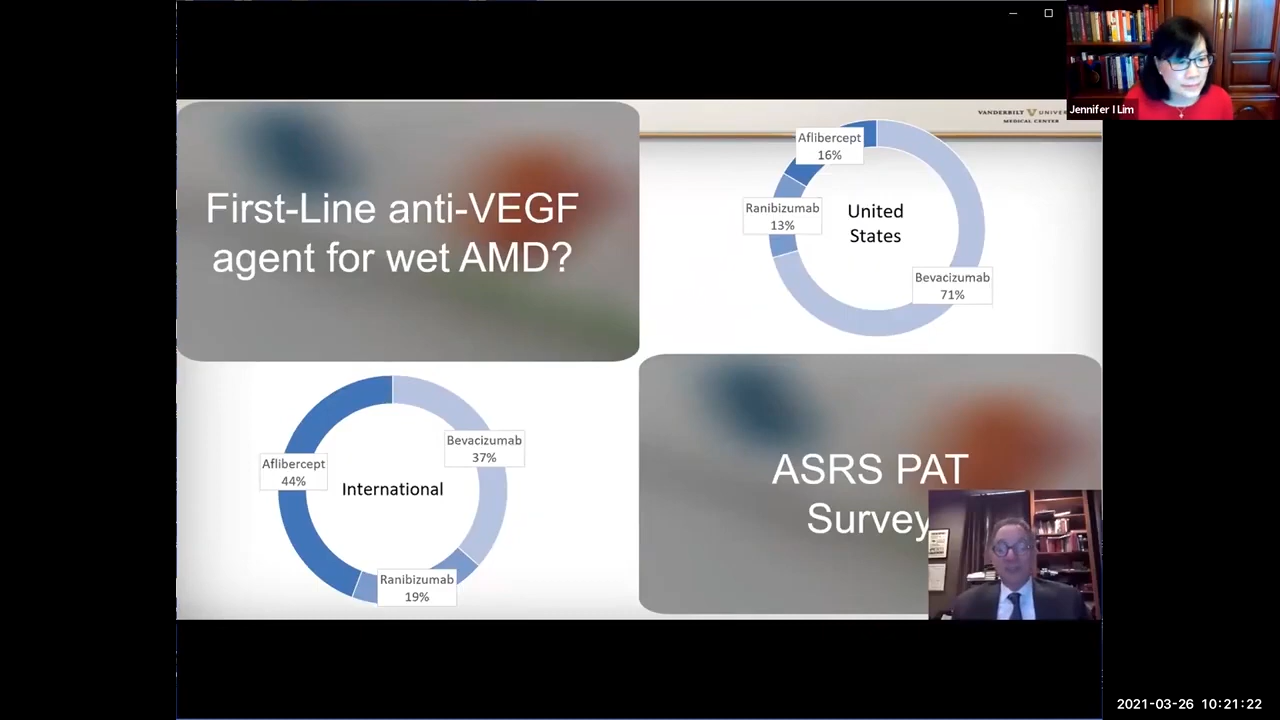 Jennifer I Lim
VANDERBILT UNIVER
MEDICAL CENTER
First-Line anti-VEGF
agent for wet AMD?
Aflibercept
16%
Ranibizumab
13%
United
States
Bevacizumab
71%
Bevacizumab
37%
Aflibercept
44%
International
Ranibizumab
19%
ASRS PAT
Survey
2021-03-26 10:21:22